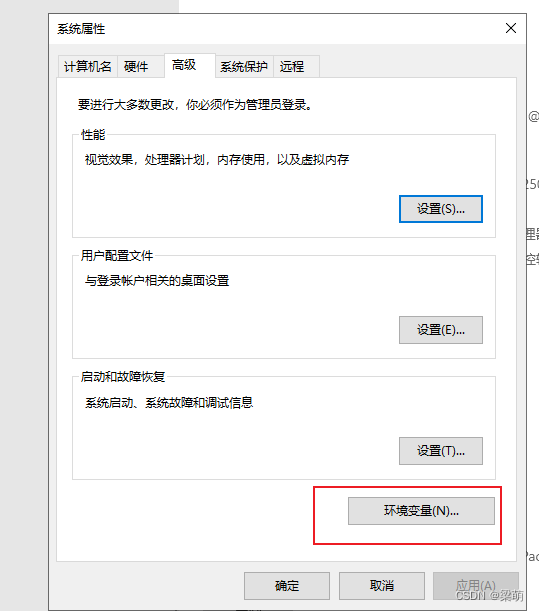 系统属性
计算机名 硬件 高级 系统保护 远程
要进行大多数更改，你必须作为管理员登录。
性能
视觉效果，处理器计划，内存使用，以及虚拟内存
设置(S)...
用户配置文件
与登录帐户相关的桌面设置
设置(E)...
启动和故障恢复
系统启动、系统故障和调试信息
设置(T)...
环境变量(N)...
确定 取消 应用(A)
CSDN @梁萌